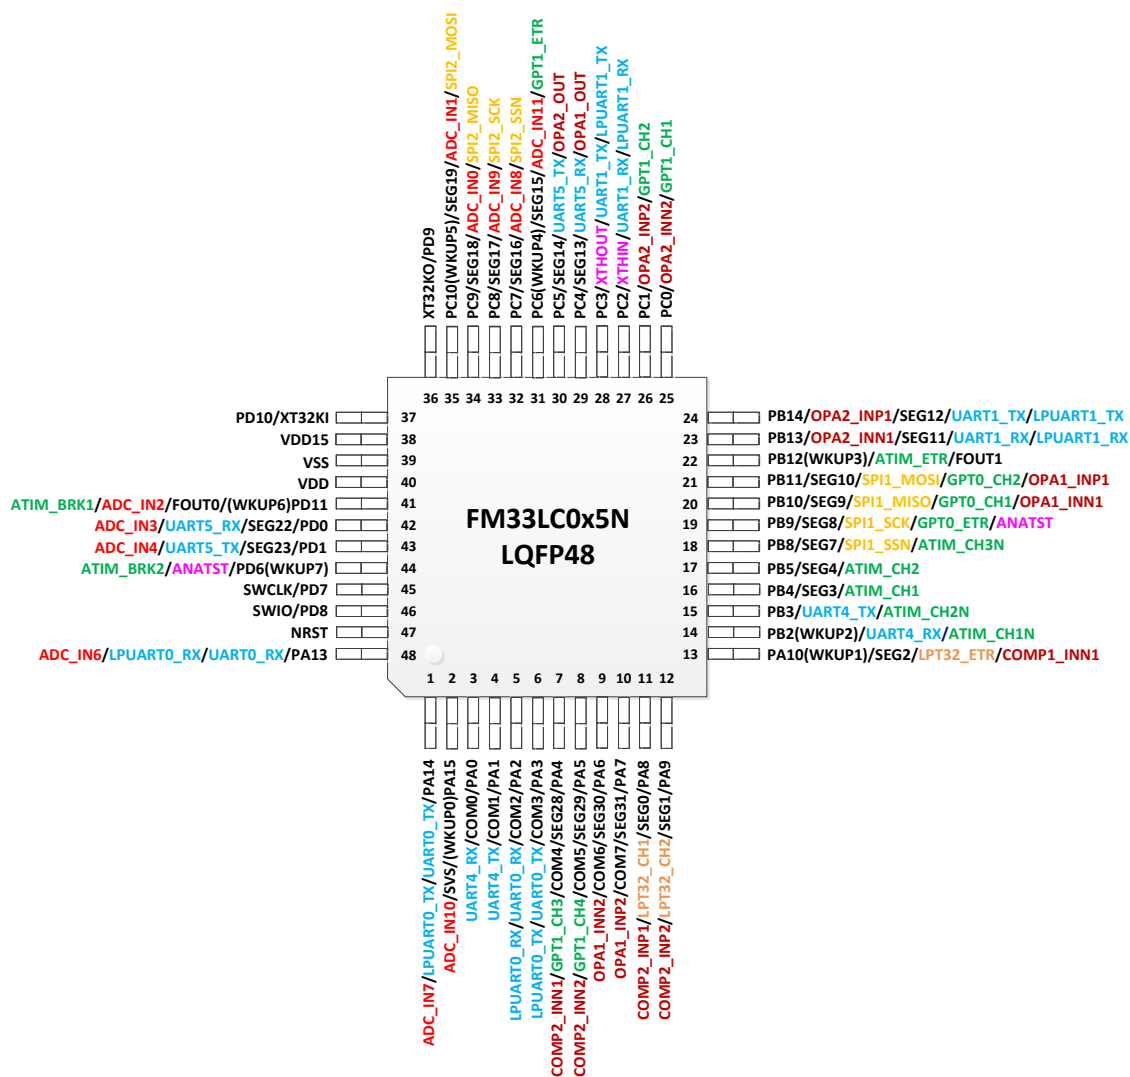 XT32KO/PD9
PC10(WKUP5)/SEG19/ADC_IN1/SPI2_MOSI
PC9/SEG18/ADC_IN0/SPI2_MISO
PC8/SEG17/ADC_IN9/SPI2_SCK
PC7/SEG16/ADC_IN8/SPI2_SSN
PC6(WKUP4)/SEG15/ADC_IN11/GPT1_ETR
PC5/SEG14/UART5_TX/OPA2_OUT
PC4/SEG13/UART5_RX/OPA1_OUT
PC3/XTHOUT/UART1_TX/LPUART1_TX
PC2/XTHIN/UART1_RX/LPUART1_RX
PC1/OPA2_INP2/GPT1_CH2
PC0/OPA2_INN2/GPT1_CH1
36 35 34 33 32 31 30 29 28 27 26 25
PD10/XT32KI 37
VDD15 38
VSS 39
VDD 40
ATIM_BRK1/ADC_IN2/FOUT0/(WKUP6)PD11 41
ADC_IN3/UART5_RX/SEG22/PD0 42
ADC_IN4/UART5_TX/SEG23/PD1 43
ATIM_BRK2/ANATST/PD6(WKUP7) 44
SWCLK/PD7 45
SWIO/PD8 46
NRST 47
ADC_IN6/LPUART0_RX/UART0_RX/PA13 48
FM33LC0x5N
LQFP48
24 PB14/OPA2_INP1/SEG12/UART1_TX/LPUART1_TX
23 PB13/OPA2_INN1/SEG11/UART1_RX/LPUART1_RX
22 PB12(WKUP3)/ATIM_ETR/FOUT1
21 PB11/SEG10/SPI1_MOSI/GPT0_CH2/OPA1_INP1
20 PB10/SEG9/SPI1_MISO/GPT0_CH1/OPA1_INN1
19 PB9/SEG8/SPI1_SCK/GPT0_ETR/ANATST
18 PB8/SEG7/SPI1_SSN/ATIM_CH3N
17 PB5/SEG4/ATIM_CH2
16 PB4/SEG3/ATIM_CH1
15 PB3/UART4_TX/ATIM_CH2N
14 PB2(WKUP2)/UART4_RX/ATIM_CH1N
13 PA10(WKUP1)/SEG2/LPT32_ETR/COMP1_INN1
1 2 3 4 5 6 7 8 9 10 11 12
ADC_IN7/LPUART0_TX/UART0_TX/PA14
ADC_IN10/SVS/(WKUP0)PA15
UART4_RX/COM0/PA0
UART4_TX/COM1/PA1
LPUART0_RX/UART0_RX/COM2/PA2
LPUART0_TX/UART0_TX/COM3/PA3
COMP2_INN1/GPT1_CH3/COM4/SEG28/PA4
COMP2_INN2/GPT1_CH4/COM5/SEG29/PA5
OPA1_INN2/COM6/SEG30/PA6
OPA1_INP2/COM7/SEG31/PA7
COMP2_INP1/LPT32_CH1/SEG0/PA8
COMP2_INP2/LPT32_CH2/SEG1/PA9